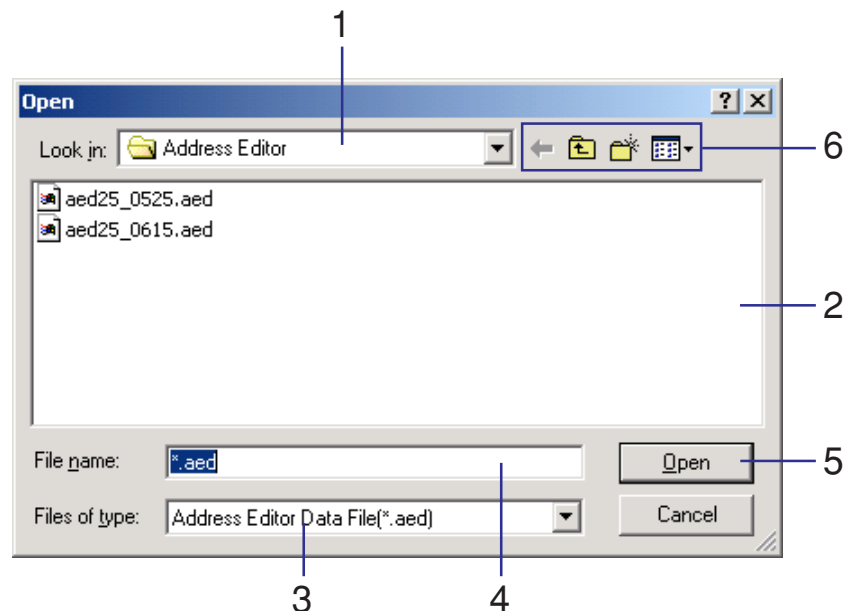 1
Open
Look in: Address Editor
6
aed25_0525.aed
aed25_0615.aed
2
File name: *.aed Open
5
Files of type: Address Editor Data File(*.aed) Cancel
3 4